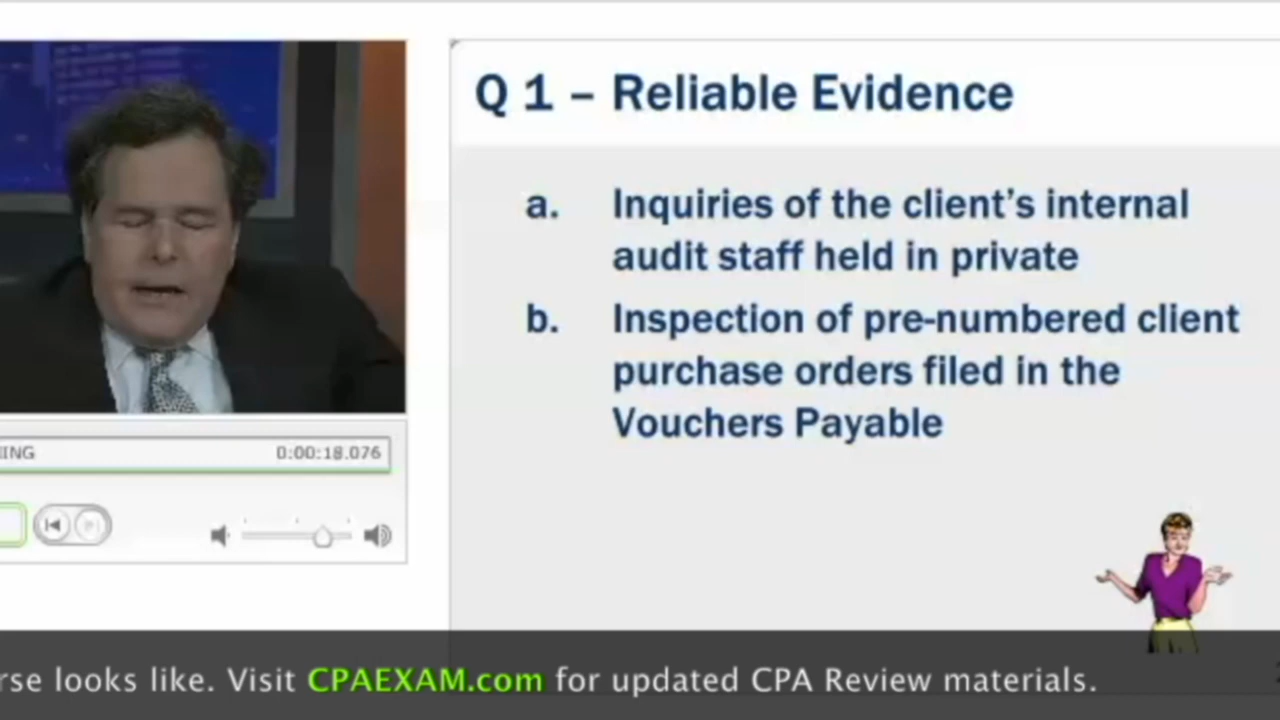 Q 1 – Reliable Evidence
a. Inquiries of the client's internal
audit staff held in private
b. Inspection of pre-numbered client
purchase orders filed in the
Vouchers Payable
ING 0:00:18.076
rse looks like. Visit CPAEXAM.com for updated CPA Review materials.